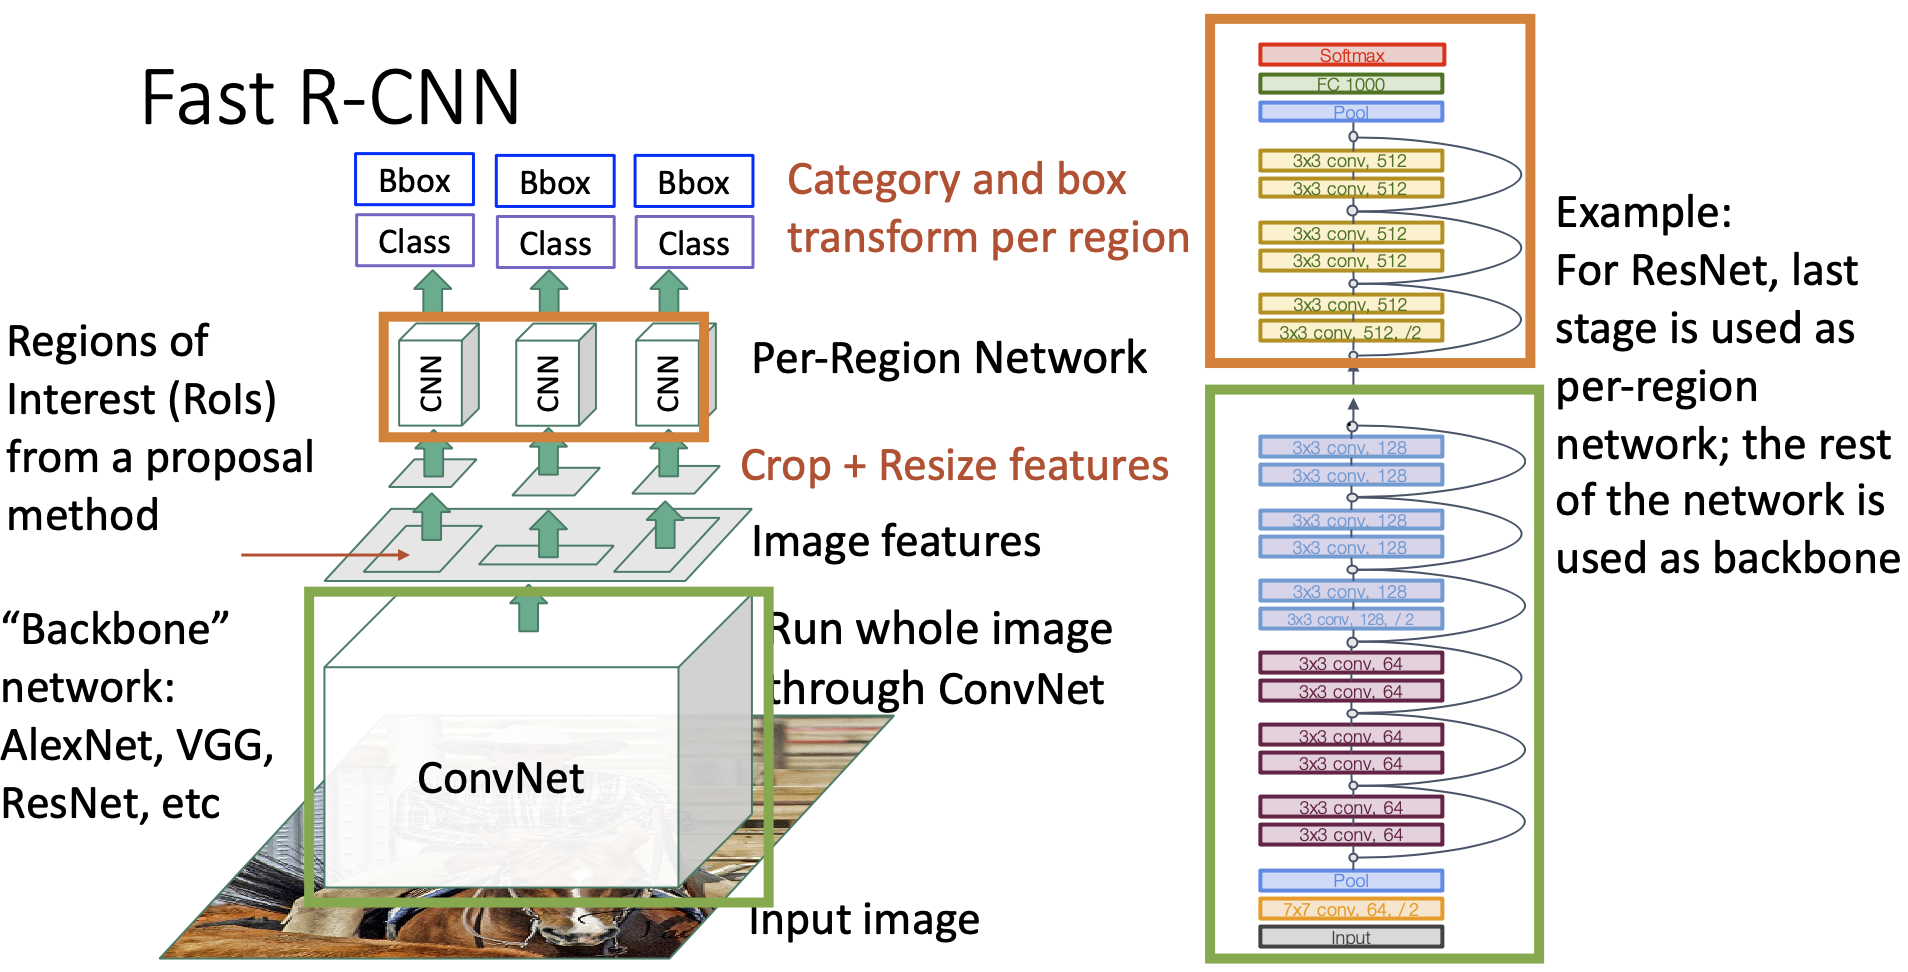 Fast R-CNN
Bbox
Bbox
Bbox
Class
Class
Class
Category and box
transform per region
Regions of
Interest (RoIs)
from a proposal
method
CNN
CNN
CNN
Per-Region Network
Crop + Resize features
Image features
“Backbone”
network:
AlexNet, VGG,
ResNet, etc
Run whole image
through ConvNet
ConvNet
Input image
Softmax
FC 1000
Pool
3x3 conv, 512
3x3 conv, 512
3x3 conv, 512
3x3 conv, 512
3x3 conv, 512
3x3 conv, 512, /2
3x3 conv, 128
3x3 conv, 128
3x3 conv, 128
3x3 conv, 128
3x3 conv, 128
3x3 conv, 128, / 2
3x3 conv, 64
3x3 conv, 64
3x3 conv, 64
3x3 conv, 64
3x3 conv, 64
3x3 conv, 64
Pool
7x7 conv, 64, / 2
Input
Example:
For ResNet, last
stage is used as
per-region
network; the rest
of the network is
used as backbone